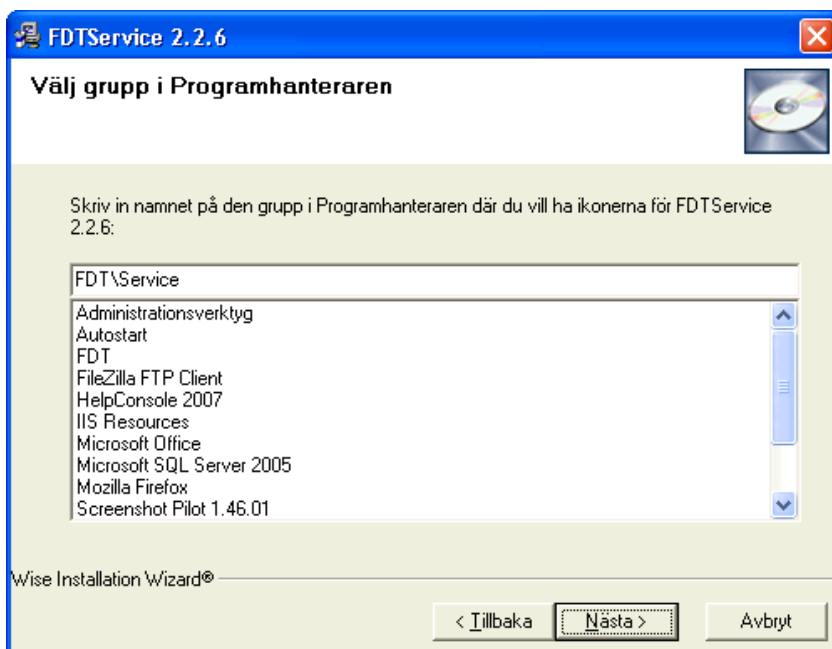 FDTService 2.2.6
Välj grupp i Programhanteraren
Skriv in namnet på den grupp i Programhanteraren där du vill ha ikonerna för FDTService
2.2.6:
FDT\Service
Administrationsverktyg
Autostart
FDT
FileZilla FTP Client
HelpConsole 2007
IIS Resources
Microsoft Office
Microsoft SQL Server 2005
Mozilla Firefox
Screenshot Pilot 1.46.01
Wise Installation Wizard®
< Tillbaka
Nästa >
Avbryt